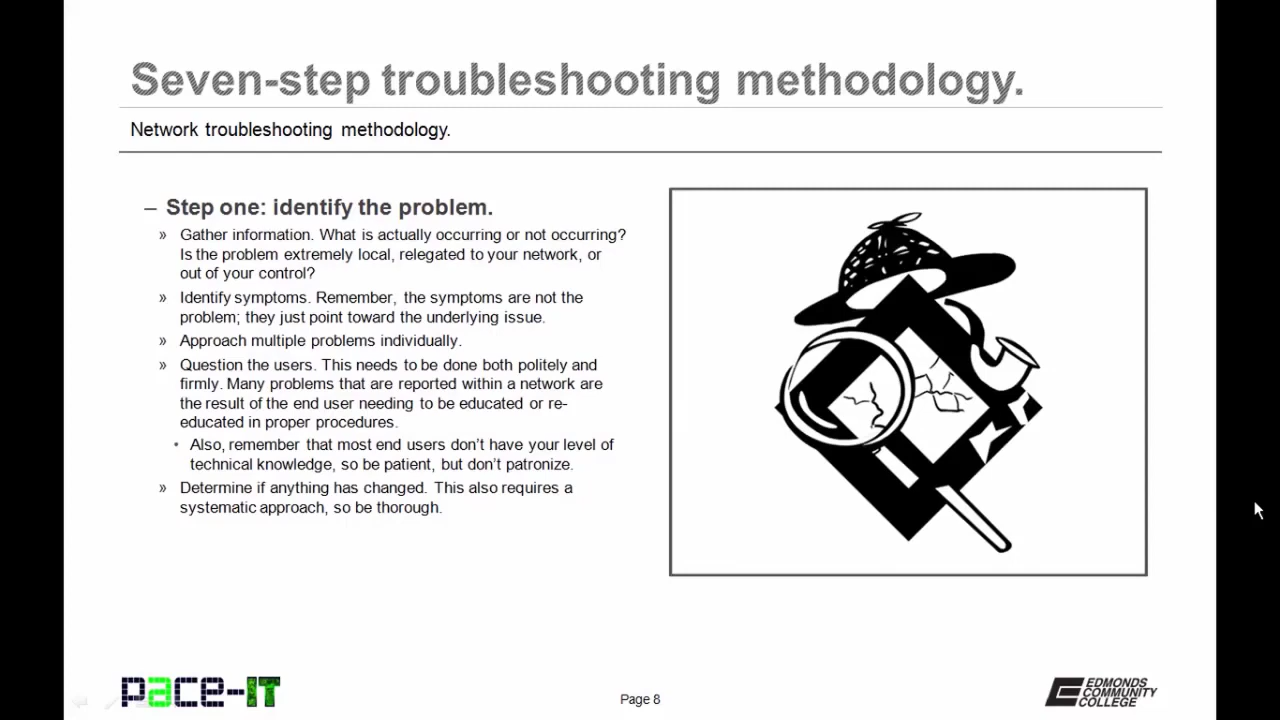 Seven-step troubleshooting methodology.
Network troubleshooting methodology.
– Step one: identify the problem.
» Gather information. What is actually occurring or not occurring?
Is the problem extremely local, relegated to your network, or
out of your control?
» Identify symptoms. Remember, the symptoms are not the
problem; they just point toward the underlying issue.
» Approach multiple problems individually.
» Question the users. This needs to be done both politely and
firmly. Many problems that are reported within a network are
the result of the end user needing to be educated or re-
educated in proper procedures.
• Also, remember that most end users don’t have your level of
technical knowledge, so be patient, but don’t patronize.
» Determine if anything has changed. This also requires a
systematic approach, so be thorough.
pace-IT
Page 8
EDMONDS
COMMUNITY
COLLEGE